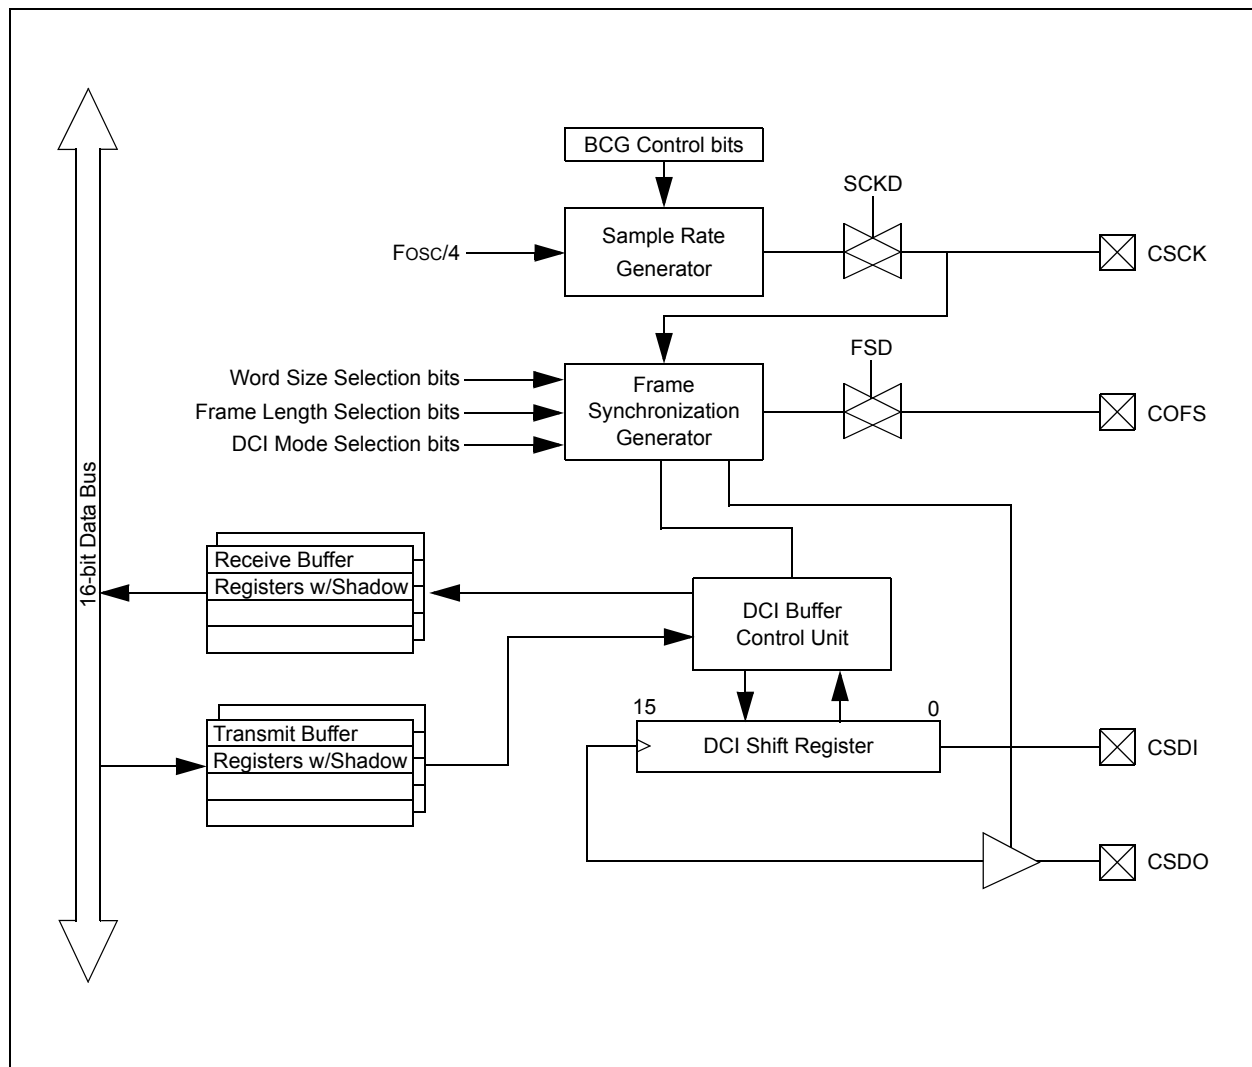 BCG Control bits
SCKD
Sample Rate
Generator
FOSC/4
CSCK
FSD
Word Size Selection bits
Frame Length Selection bits
DCI Mode Selection bits
Frame
Synchronization
Generator
COFS
16-bit Data Bus
Receive Buffer
Registers w/Shadow
DCI Buffer
Control Unit
Transmit Buffer
Registers w/Shadow
15
0
DCI Shift Register
CSDI
CSDO